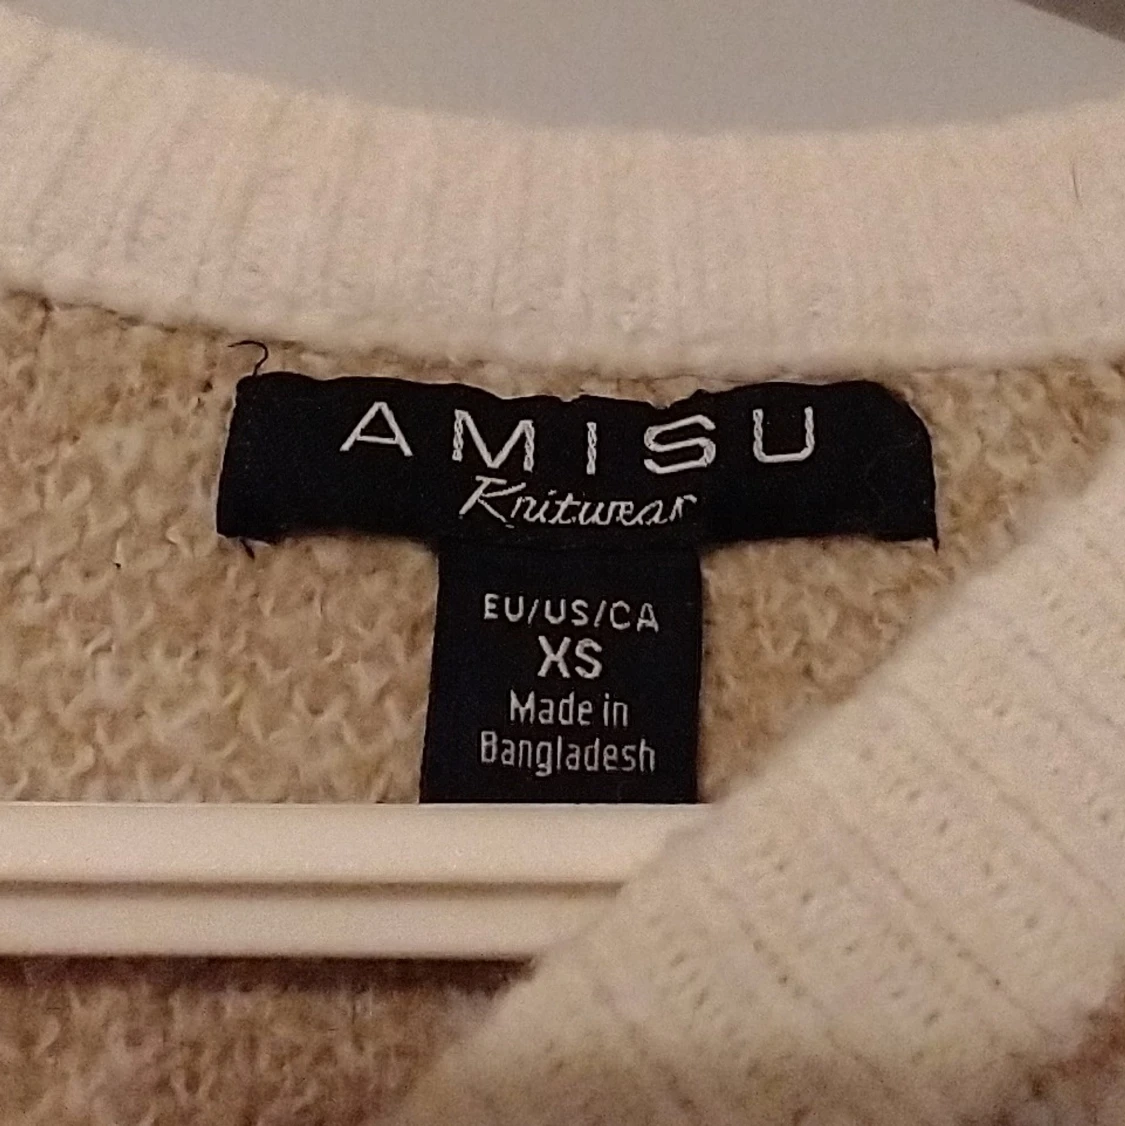 AMISU
Knitwear
EU/US/CA
XS
Made in
Bangladesh